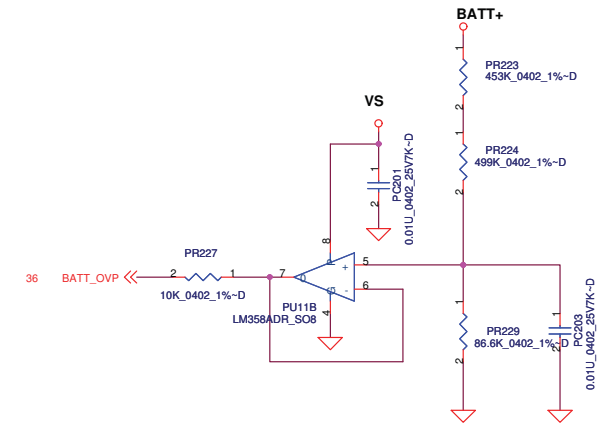 BATT+
1
PR223
453K_0402_1%~D
2
1
PR224
499K_0402_1%~D
2
VS
1
2
PC201
0.01U_0402_25V7K~D
8
P
+
5
-
6
0
7
G
4
PU11B
LM358ADR_SO8
PR227
2
1
10K_0402_1%~D
36
BATT_OVP
1
PR229
86.6K_0402_1%~D
2
1
2
PC203
0.01U_0402_25V7K~D